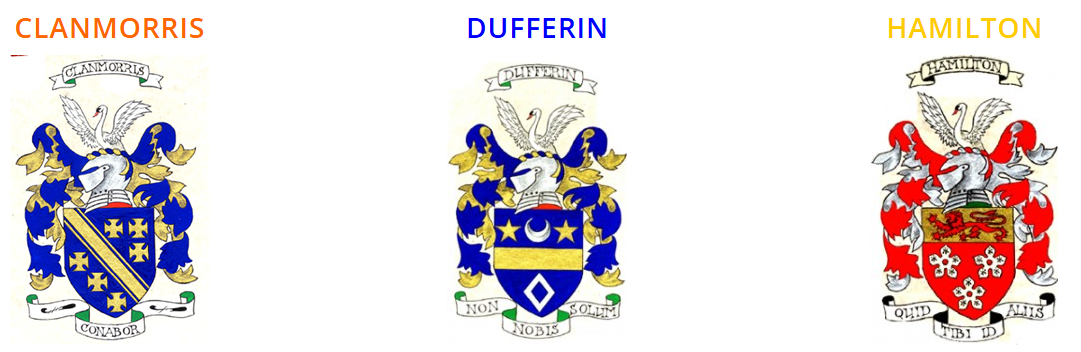 CLANMORRIS
DUFFERIN
HAMILTON
CLANMORRIS
DUFFERIN
HAMILTON
CONABOR
NON NOBIS SOLUM
QUID TIBI ID ALIIS